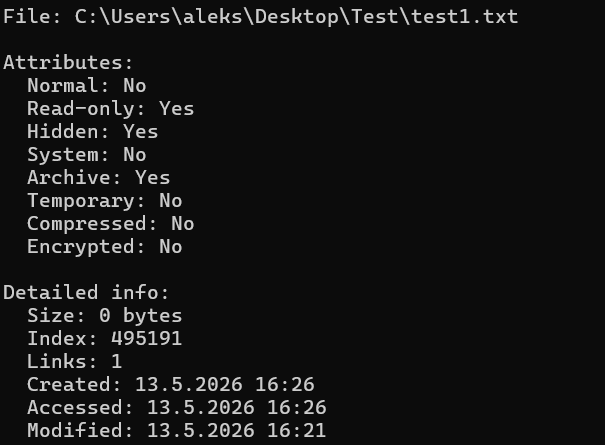 File: C:\Users\aleks\Desktop\Test\test1.txt

Attributes:
  Normal: No
  Read-only: Yes
  Hidden: Yes
  System: No
  Archive: Yes
  Temporary: No
  Compressed: No
  Encrypted: No

Detailed info:
  Size: 0 bytes
  Index: 495191
  Links: 1
  Created: 13.5.2026 16:26
  Accessed: 13.5.2026 16:26
  Modified: 13.5.2026 16:21